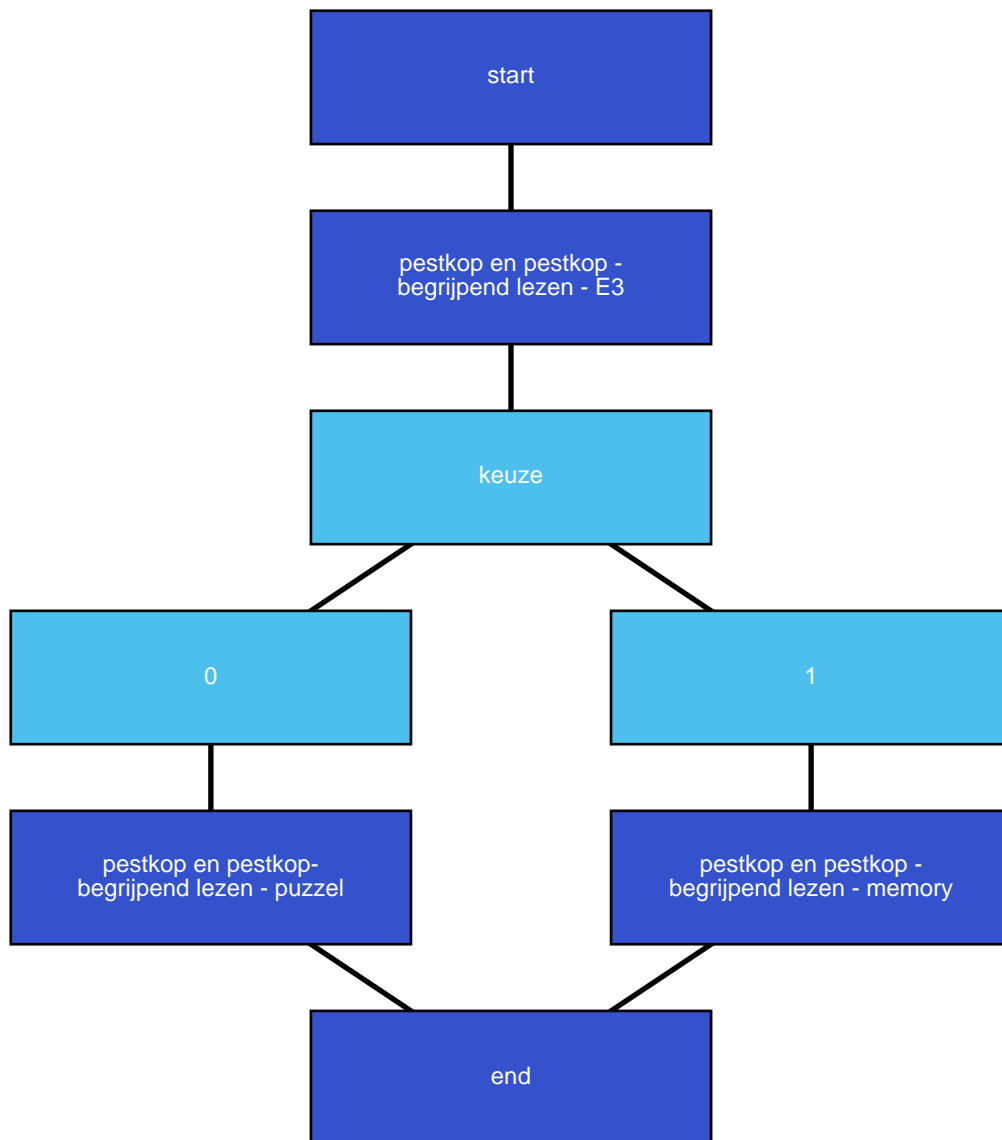 start
pestkop en pestkop -
begrijpend lezen - E3
keuze
0
1
pestkop en pestkop-
begrijpend lezen - puzzel
pestkop en pestkop -
begrijpend lezen - memory
end